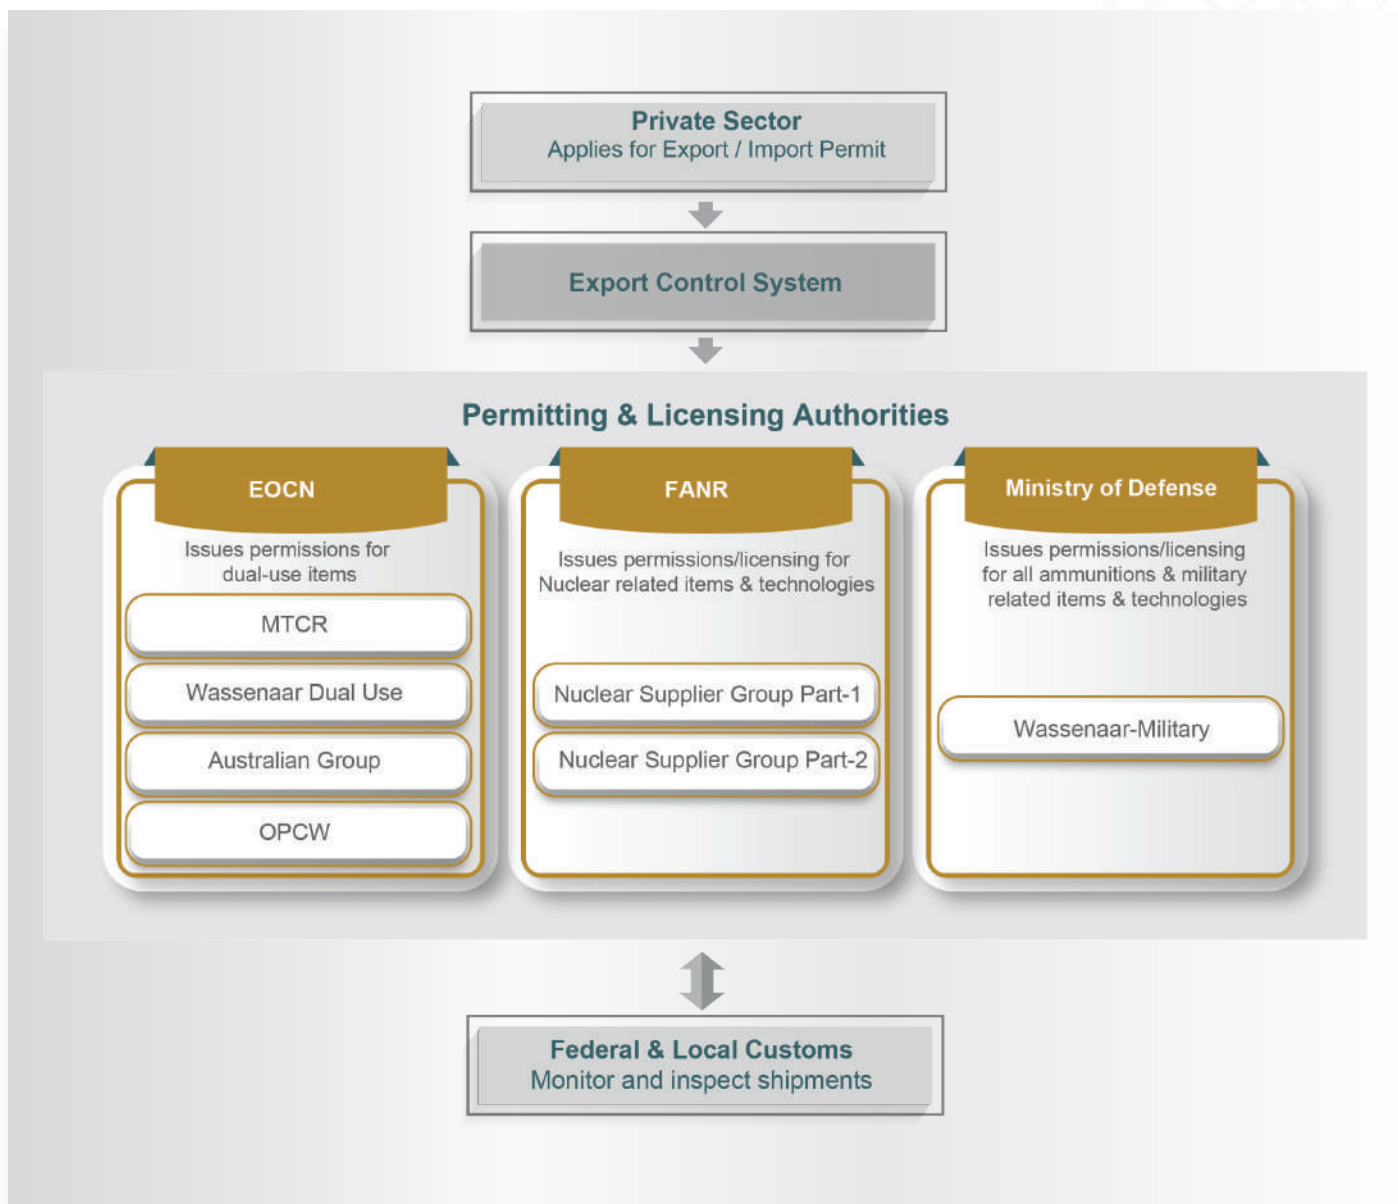 Private Sector
Applies for Export / Import Permit
Export Control System
Permitting & Licensing Authorities
EOCN
Issues permissions for
dual-use items
MTCR
Wassenaar Dual Use
Australian Group
OPCW
FANR
Issues permissions/licensing for
Nuclear related items & technologies
Nuclear Supplier Group Part-1
Nuclear Supplier Group Part-2
Ministry of Defense
Issues permissions/licensing
for all ammunitions & military
related items & technologies
Wassenaar-Military
Federal & Local Customs
Monitor and inspect shipments